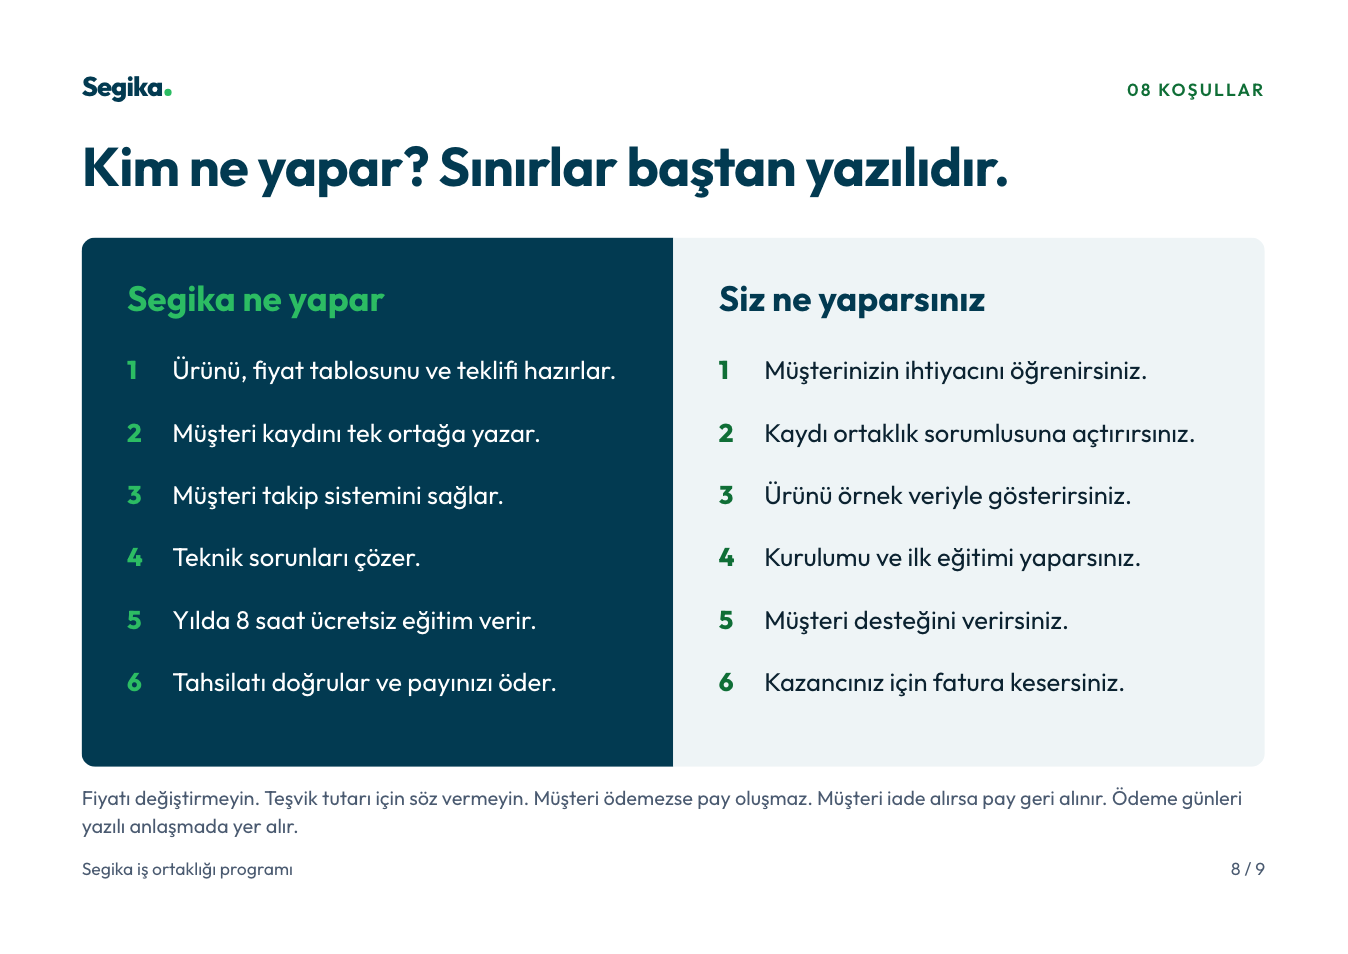 Segika.
08 KOŞULLAR
Kim ne yapar? Sınırlar baştan yazılıdır.
Segika ne yapar
1 Ürünü, fiyat tablosunu ve teklifi hazırlar.
2 Müşteri kaydını tek ortağa yazar.
3 Müşteri takip sistemini sağlar.
4 Teknik sorunları çözer.
5 Yılda 8 saat ücretsiz eğitim verir.
6 Tahsilatı doğrular ve payınızı öder.
Siz ne yaparsınız
1 Müşterinizin ihtiyacını öğrenirsiniz.
2 Kaydı ortaklık sorumlusuna açtırırsınız.
3 Ürünü örnek veriyle gösterirsiniz.
4 Kurulumu ve ilk eğitimi yaparsınız.
5 Müşteri desteğini verirsiniz.
6 Kazancınız için fatura kesersiniz.
Fiyatı değiştirmeyin. Teşvik tutarı için söz vermeyin. Müşteri ödemezse pay oluşmaz. Müşteri iade alırsa pay geri alınır. Ödeme günleri
yazılı anlaşmada yer alır.
Segika iş ortaklığı programı
8 / 9